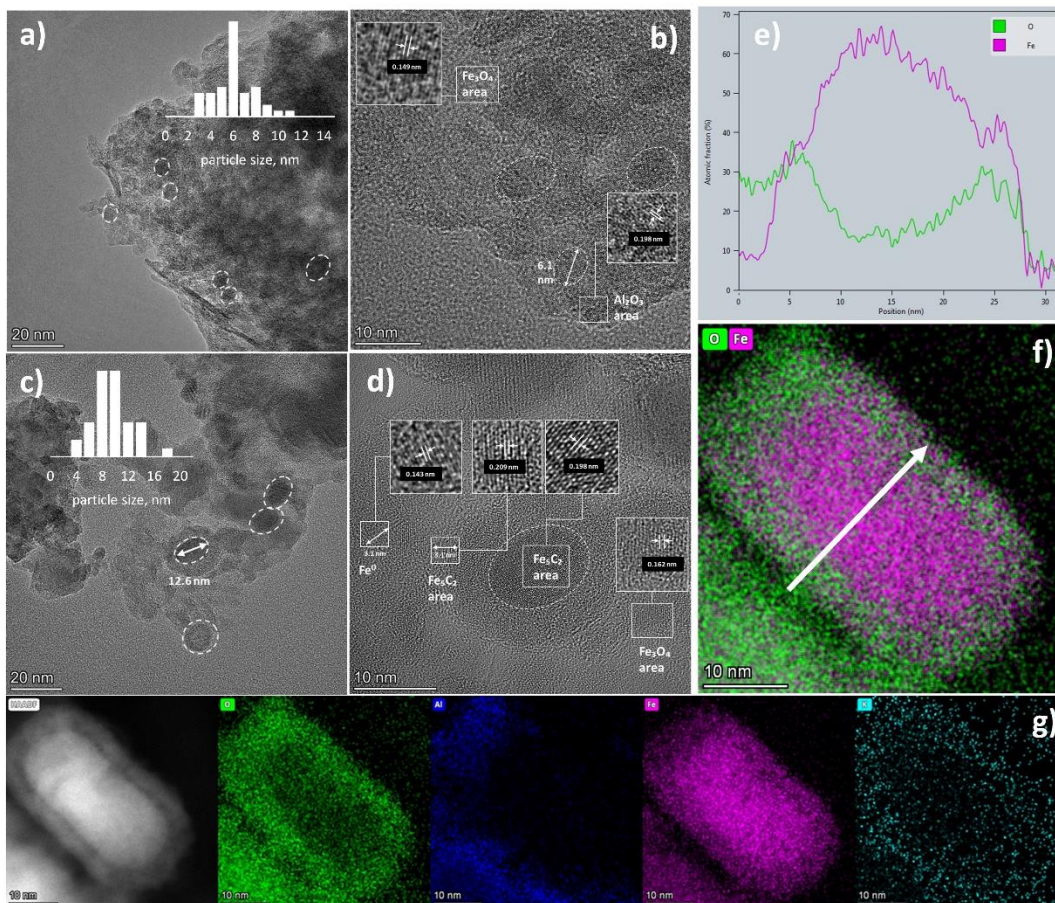 a)
0 2 4 6 8 10 12 14
particle size, nm
20 nm
b)
0.149 nm
Fe₃O₄
area
0.198 nm
6.1
nm
Al₂O₃
area
10 nm
c)
0 4 8 12 16 20
particle size, nm
12.6 nm
20 nm
d)
0.143 nm
0.209 nm
0.198 nm
3.1 nm
Fe⁰
3.1 nm
Fe₅C₂
area
Fe₅C₂
area
0.162 nm
Fe₃O₄
area
10 nm
e)
O
Fe
70
60
50
40
30
20
10
0
Atomic fraction (%)
0 5 10 15 20 25 30
Position (nm)
O Fe
f)
10 nm
HAADF
10 nm
O
10 nm
Al
10 nm
Fe
10 nm
K
g)
10 nm